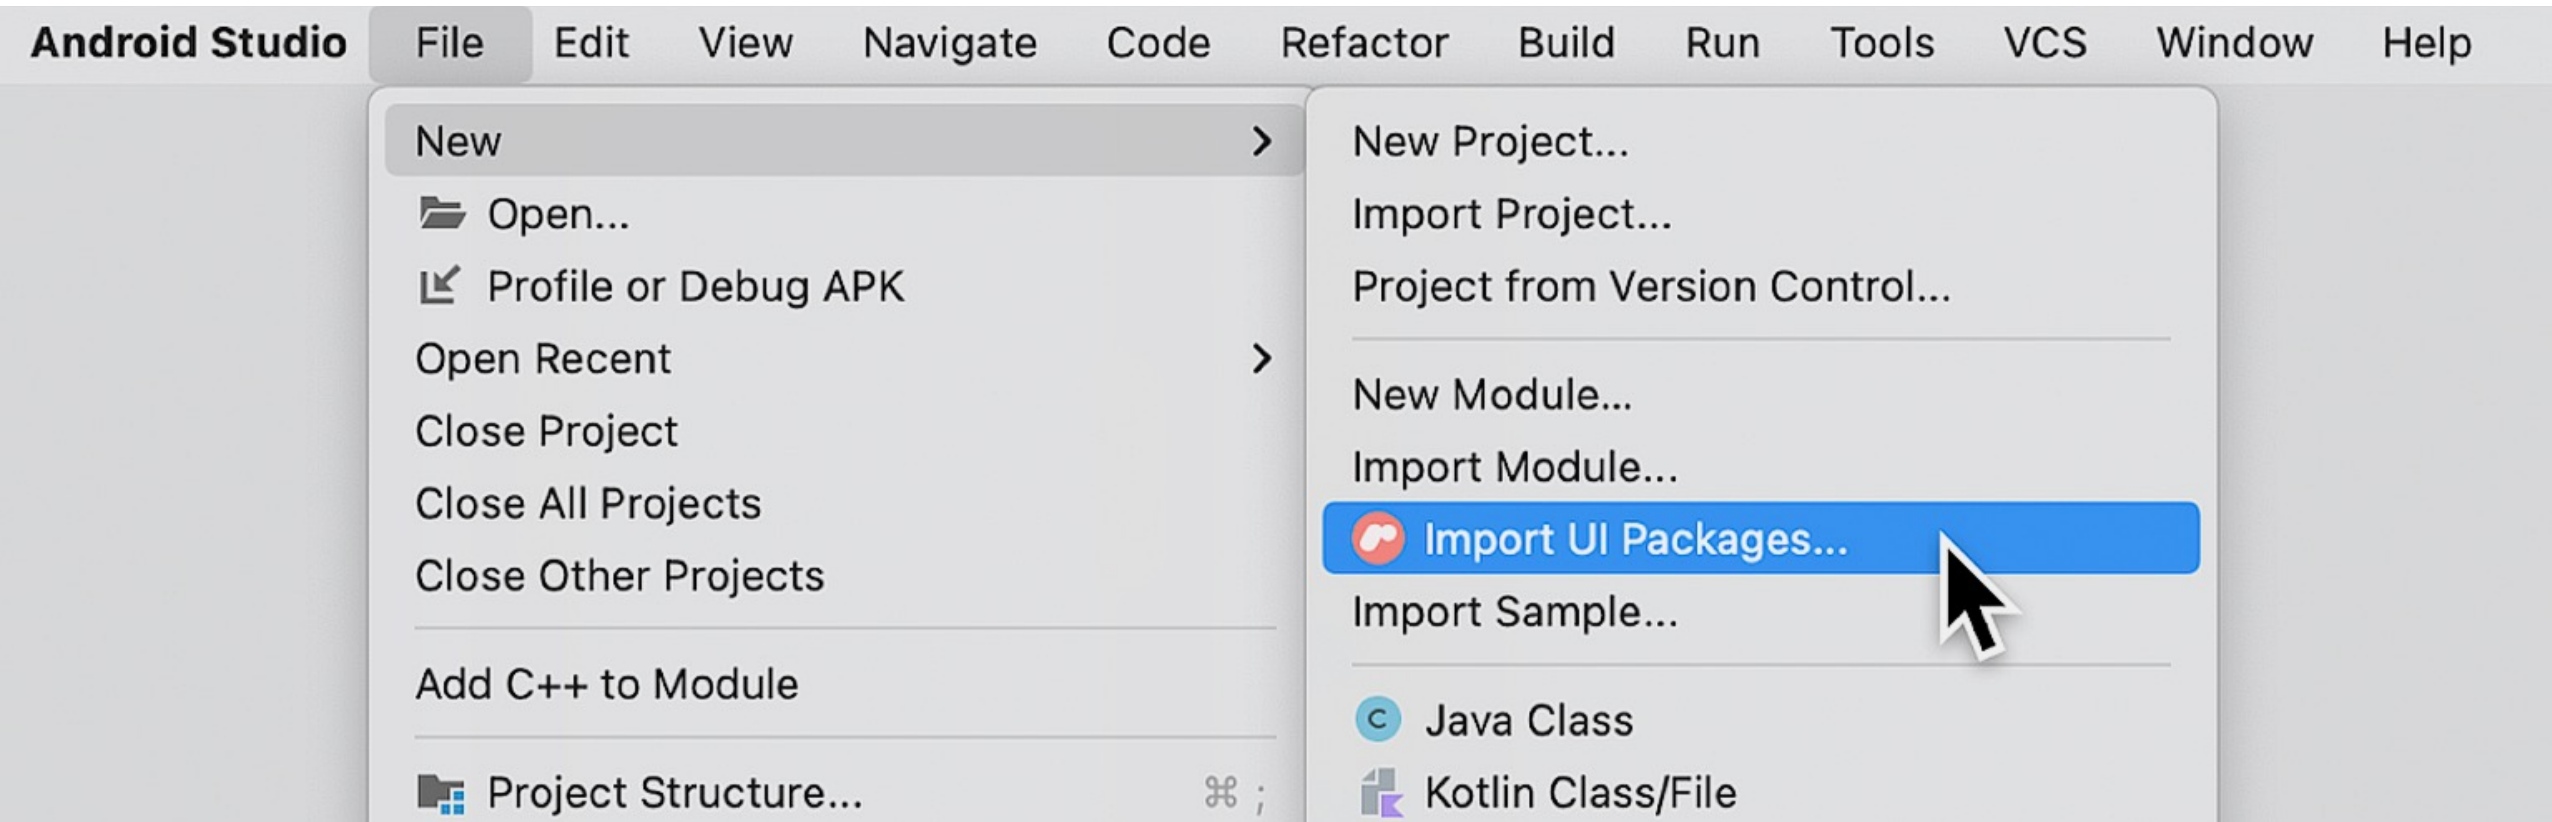 Android Studio File Edit View Navigate Code Refactor Build Run Tools VCS Window Help
New
Open...
Profile or Debug APK
Open Recent
Close Project
Close All Projects
Close Other Projects
Add C++ to Module
Project Structure... ⌘ ;
New Project...
Import Project...
Project from Version Control...
New Module...
Import Module...
Import UI Packages...
Import Sample...
C Java Class
Kotlin Class/File